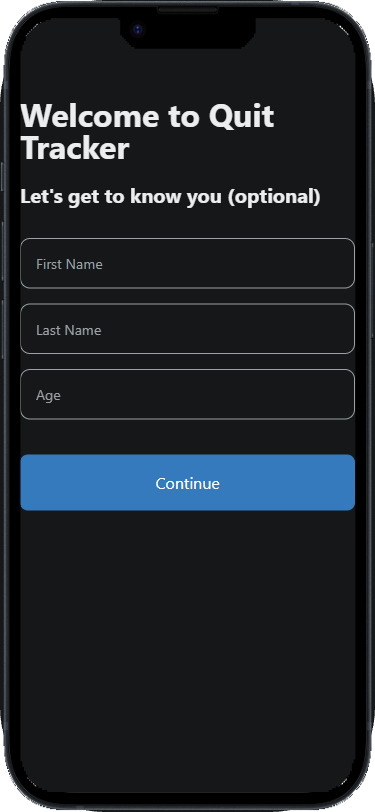 Welcome to Quit
Tracker
Let's get to know you (optional)
First Name
Last Name
Age
Continue